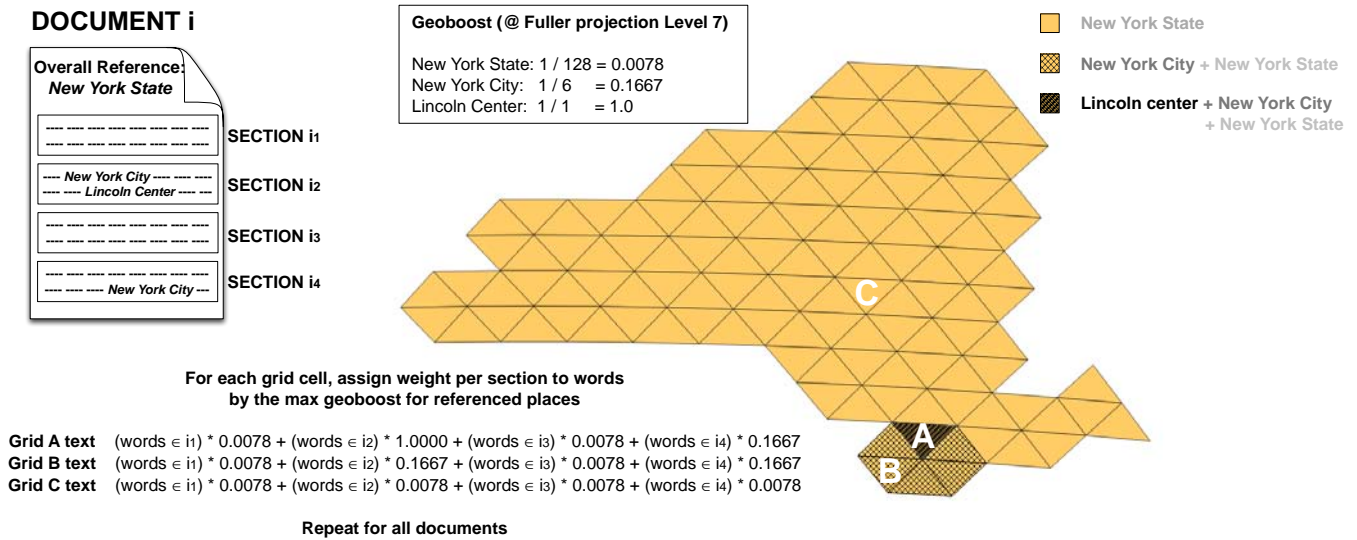 DOCUMENT i
Overall Reference:
New York State
---- ---- ---- ---- ---- ---- ---- ----
---- ---- ---- ---- ---- ---- ---- ----
SECTION i1
---- New York City ---- ---- ----
---- ---- Lincoln Center ---- ---
SECTION i2
---- ---- ---- ---- ---- ---- ---- ----
---- ---- ---- ---- ---- ---- ---- ----
SECTION i3
---- ---- ---- ---- ---- ---- ---- ----
---- ---- ---- ---- New York City ---
SECTION i4
Geoboost (@ Fuller projection Level 7)
New York State: 1 / 128 = 0.0078
New York City: 1 / 6 = 0.1667
Lincoln Center: 1 / 1 = 1.0
New York State
New York City + New York State
Lincoln center + New York City
+ New York State
C
A
B
For each grid cell, assign weight per section to words
by the max geoboost for referenced places
Grid A text (words ∈ i1) * 0.0078 + (words ∈ i2) * 1.0000 + (words ∈ i3) * 0.0078 + (words ∈ i4) * 0.1667
Grid B text (words ∈ i1) * 0.0078 + (words ∈ i2) * 0.1667 + (words ∈ i3) * 0.0078 + (words ∈ i4) * 0.1667
Grid C text (words ∈ i1) * 0.0078 + (words ∈ i2) * 0.0078 + (words ∈ i3) * 0.0078 + (words ∈ i4) * 0.0078
Repeat for all documents